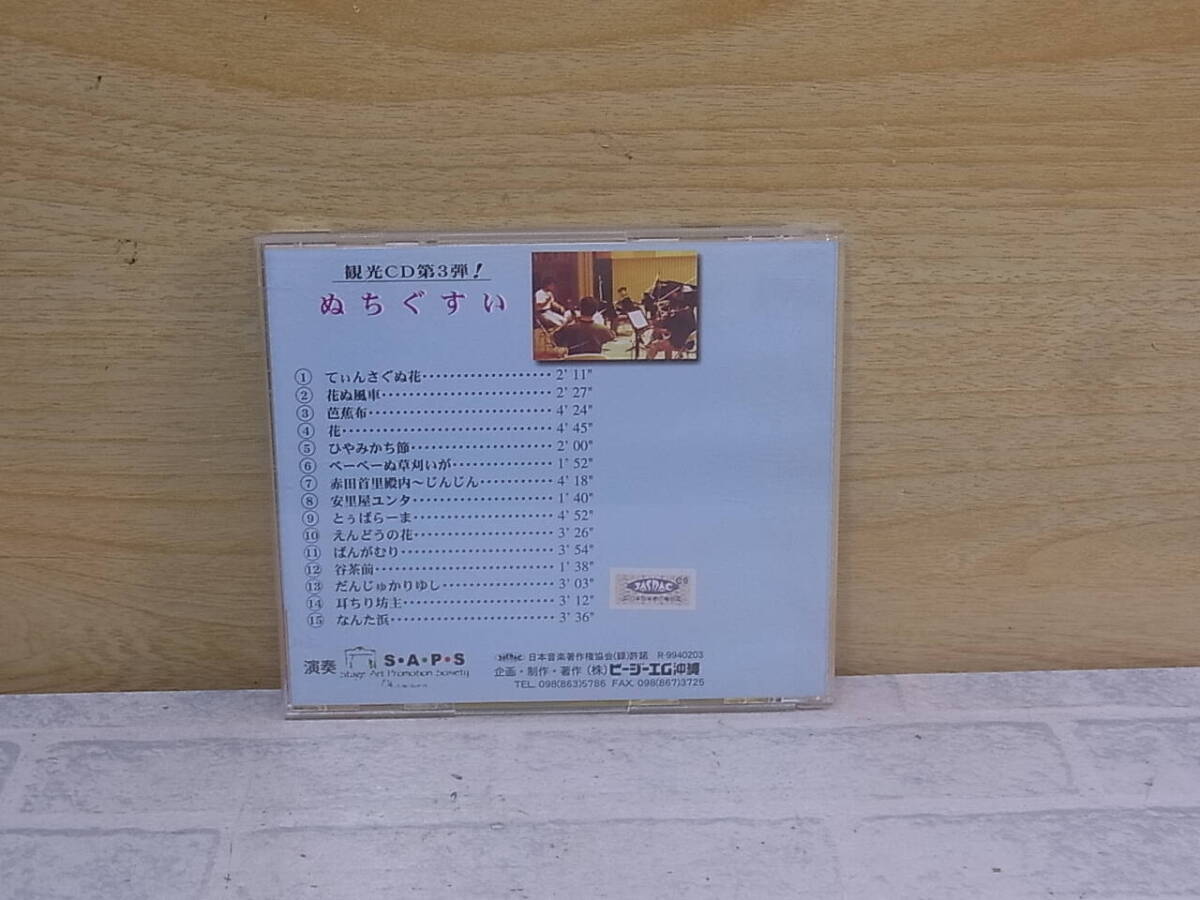 観光CD第3弾!
ぬちぐすい
① てぃんさぐぬ花………………… 2' 11"
② 花ぬ風車……………………… 2' 27"
③ 芭蕉布………………………… 4' 24"
④ 花……………………………… 4' 45"
⑤ ひやみかち節………………… 2' 00"
⑥ ベーベーぬ草刈いが…………… 1' 52"
⑦ 赤田首里殿内～じんじん………… 4' 18"
⑧ 安里屋ユンタ………………… 1' 40"
⑨ とぅばらーま………………… 4' 52"
⑩ えんどうの花………………… 3' 26"
⑪ ばんがむり…………………… 3' 54"
⑫ 谷茶前………………………… 1' 38"
⑬ だんじゅかりゆし…………… 3' 03"
⑭ 耳ちり坊主…………………… 3' 12"
⑮ なんた浜……………………… 3' 36"
JASRAC
演奏 S・A・P・S
Stage Art Promotion Society
JASRAC 日本音楽著作権協会(録)許諾 R-9940203
企画・制作・著作 (株)ビージーエム沖縄
TEL. 098(863)5786 FAX. 098(867)3725